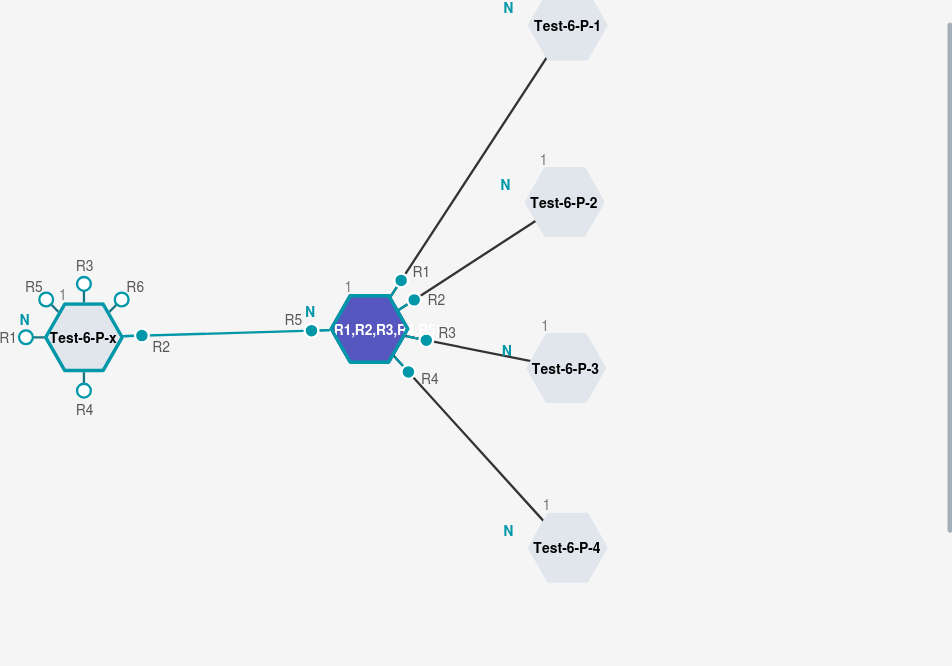 N
Test-6-P-1
1
N
Test-6-P-2
R3
R5
1
R6
N
R1
Test-6-P-x
R2
R4
1
N
R5
R1
R2
R1,R2,R3,
R3
R4
1
N
Test-6-P-3
1
N
Test-6-P-4